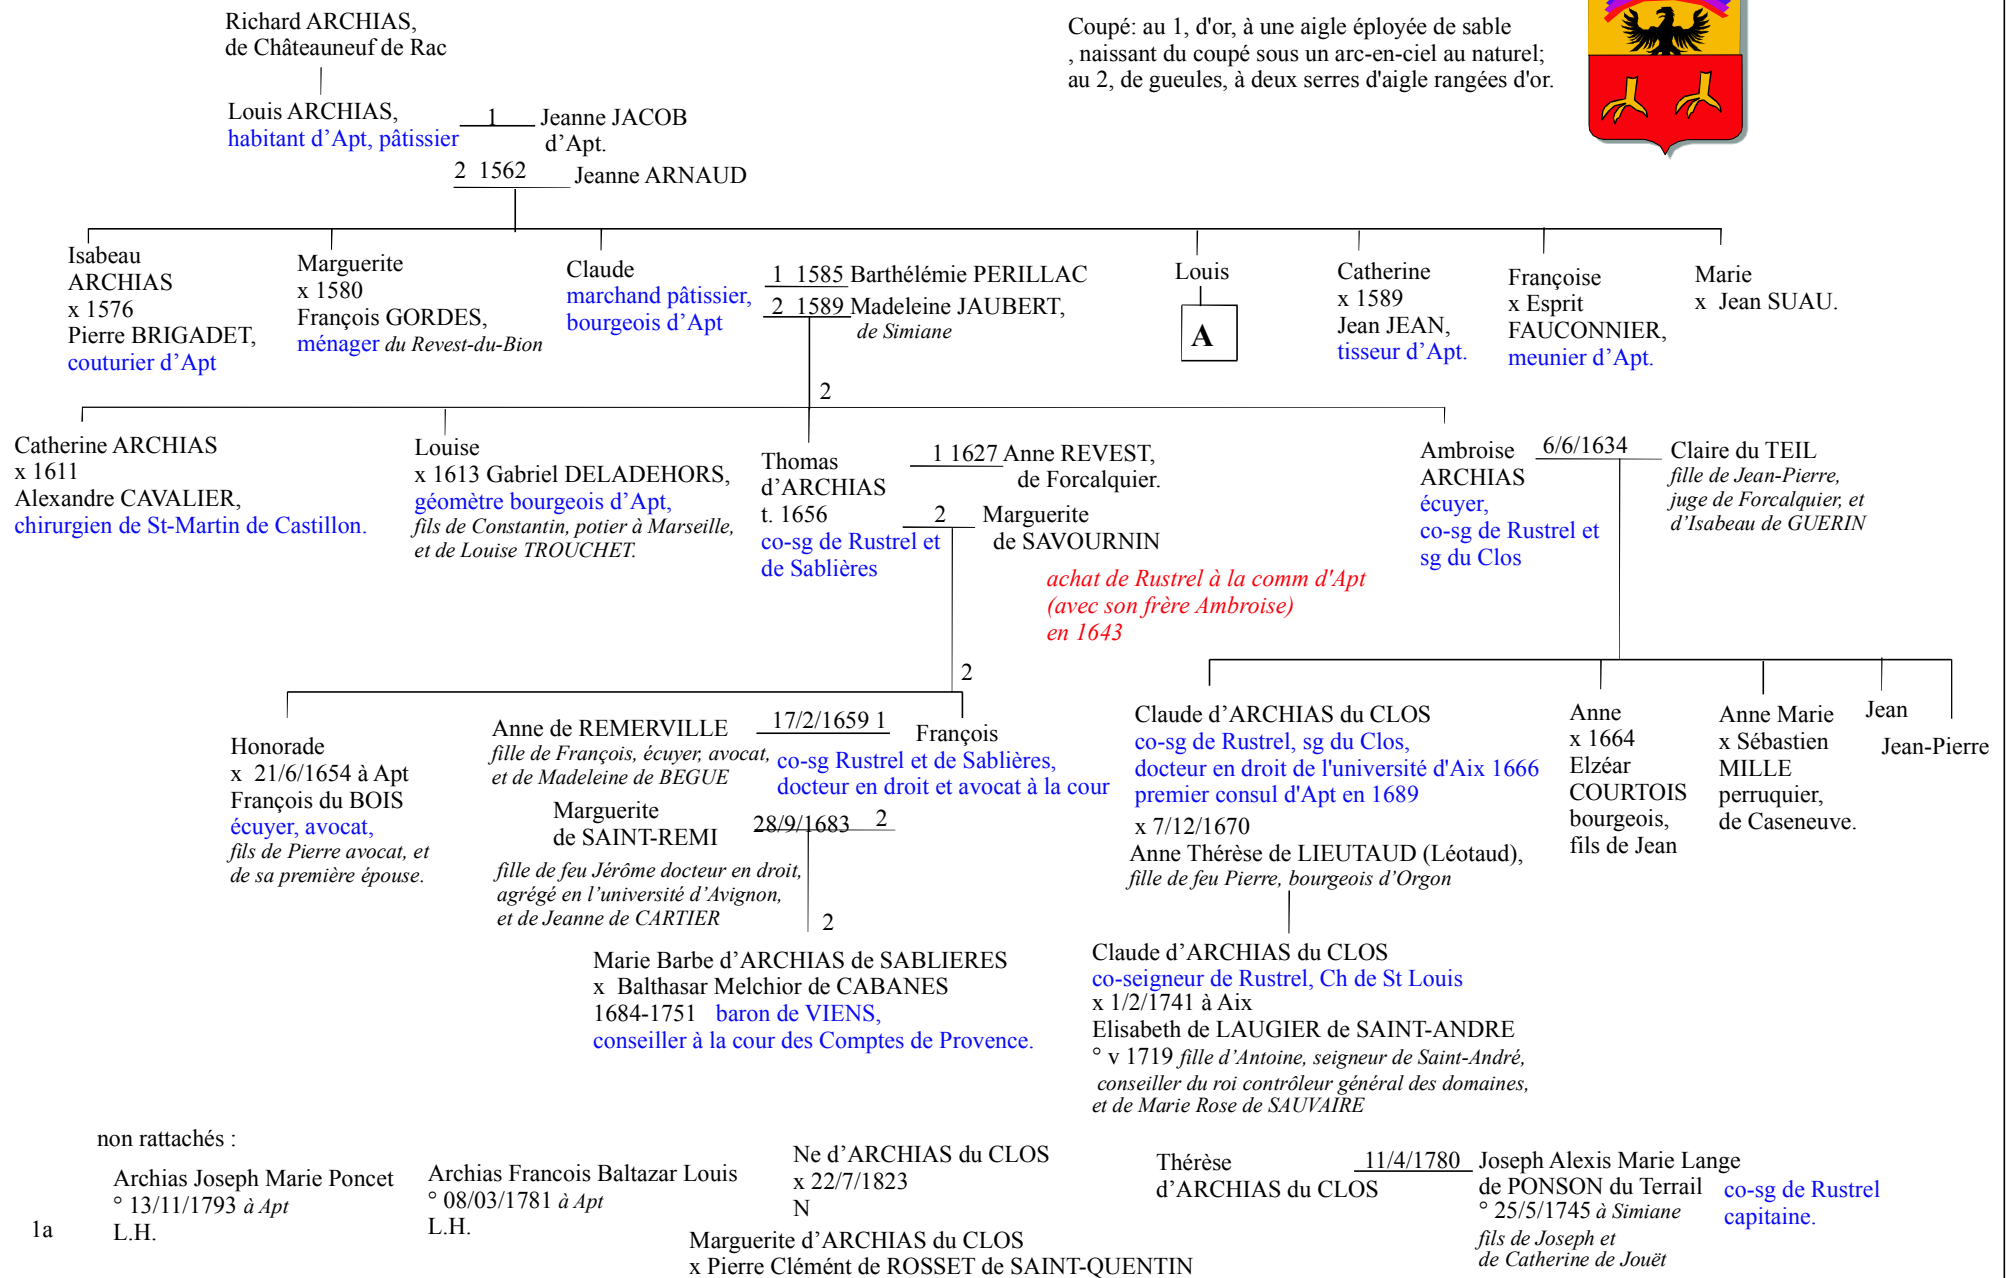 Richard ARCHIAS,
de Châteauneuf de Rac
Coupé: au 1, d'or, à une aigle éployée de sable
, naissant du coupé sous un arc-en-ciel au naturel;
au 2, de gueules, à deux serres d'aigle rangées d'or.
Louis ARCHIAS,
habitant d’Apt, pâtissier
1
Jeanne JACOB
d’Apt.
2 1562
Jeanne ARNAUD
Isabeau
ARCHIAS
x 1576
Pierre BRIGADET,
couturier d’Apt
Marguerite
x 1580
François GORDES,
ménager du Revest-du-Bion
Claude
marchand pâtissier,
bourgeois d’Apt
1 1585 Barthélémie PERILLAC
2 1589 Madeleine JAUBERT,
de Simiane
Louis
A
Catherine
x 1589
Jean JEAN,
tisseur d’Apt.
Françoise
x Esprit
FAUCONNIER,
meunier d’Apt.
Marie
x Jean SUAU.
2
Catherine ARCHIAS
x 1611
Alexandre CAVALIER,
chirurgien de St-Martin de Castillon.
Louise
x 1613 Gabriel DELADEHORS,
géomètre bourgeois d’Apt,
fils de Constantin, potier à Marseille,
et de Louise TROUCHET.
Thomas
d’ARCHIAS
t. 1656
co-sg de Rustrel et
de Sablières
1 1627 Anne REVEST,
de Forcalquier.
2 Marguerite
de SAVOURNIN
achat de Rustrel à la comm d'Apt
(avec son frère Ambroise)
en 1643
Ambroise
ARCHIAS
écuyer,
co-sg de Rustrel et
sg du Clos
6/6/1634
Claire du TEIL
fille de Jean-Pierre,
juge de Forcalquier, et
d’Isabeau de GUERIN
2
Honorade
x 21/6/1654 à Apt
François du BOIS
écuyer, avocat,
fils de Pierre avocat, et
de sa première épouse.
Anne de REMERVILLE
fille de François, écuyer, avocat,
et de Madeleine de BEGUE
17/2/1659 1
François
co-sg Rustrel et de Sablières,
docteur en droit et avocat à la cour
Marguerite
de SAINT-REMI
28/9/1683 2
fille de feu Jérôme docteur en droit,
agrégé en l’université d’Avignon,
et de Jeanne de CARTIER
2
Claude d’ARCHIAS du CLOS
co-sg de Rustrel, sg du Clos,
docteur en droit de l'université d'Aix 1666
premier consul d'Apt en 1689
x 7/12/1670
Anne Thérèse de LIEUTAUD (Léotaud),
fille de feu Pierre, bourgeois d’Orgon
Anne
x 1664
Elzéar
COURTOIS
bourgeois,
fils de Jean
Anne Marie
x Sébastien
MILLE
perruquier,
de Caseneuve.
Jean
Jean-Pierre
Marie Barbe d’ARCHIAS de SABLIERES
x Balthasar Melchior de CABANES
1684-1751 baron de VIENS,
conseiller à la cour des Comptes de Provence.
Claude d’ARCHIAS du CLOS
co-seigneur de Rustrel, Ch de St Louis
x 1/2/1741 à Aix
Elisabeth de LAUGIER de SAINT-ANDRE
° v 1719 fille d’Antoine, seigneur de Saint-André,
conseiller du roi contrôleur général des domaines,
et de Marie Rose de SAUVAIRE
non rattachés :
Archias Joseph Marie Poncet
° 13/11/1793 à Apt
L.H.
Archias Francois Baltazar Louis
° 08/03/1781 à Apt
L.H.
Ne d’ARCHIAS du CLOS
x 22/7/1823
N
Marguerite d’ARCHIAS du CLOS
x Pierre Clémént de ROSSET de SAINT-QUENTIN
Thérèse
d’ARCHIAS du CLOS
11/4/1780
Joseph Alexis Marie Lange
de PONSON du Terrail
° 25/5/1745 à Simiane
fils de Joseph et
de Catherine de Jouët
co-sg de Rustrel
capitaine.
1a